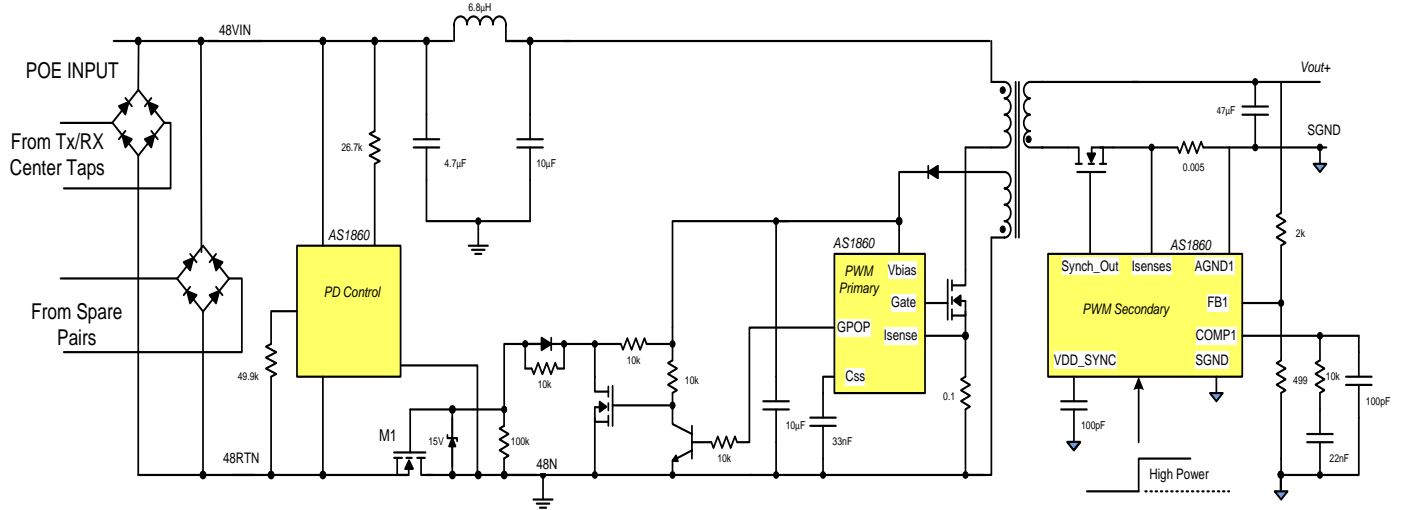 6.8µH
48VIN
POE INPUT
From Tx/RX
Center Taps
26.7k
4.7µF
10µF
Vout+
47µF
SGND
0.005
2k
AS1860
PD Control
49.9k
From Spare
Pairs
AS1860
PWM
Primary
Vbias
Gate
GPOP
Isense
Css
AS1860
Synch_Out
Isenses
AGND1
PWM Secondary
FB1
COMP1
VDD_SYNC
SGND
10k
10k
10k
10k
0.1
499
10k
100pF
100pF
22nF
M1
15V
100k
10µF
33nF
48RTN
48N
High Power